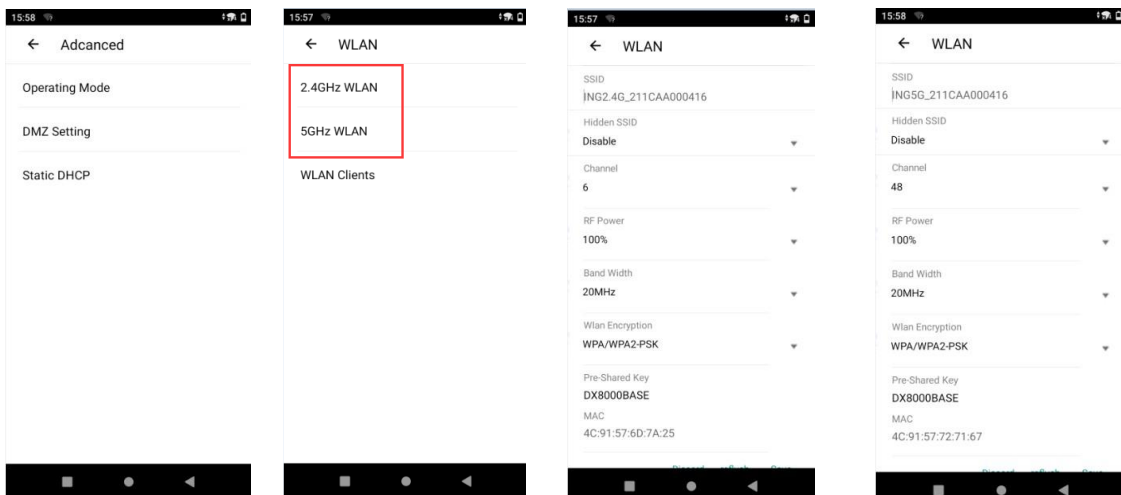 15:58
Adcanced
Operating Mode
DMZ Setting
Static DHCP
15:57
WLAN
2.4GHz WLAN
5GHz WLAN
WLAN Clients
15:57
WLAN
SSID
ING2.4G_211CAA000416
Hidden SSID
Disable
Channel
6
RF Power
100%
Band Width
20MHz
Wlan Encryption
WPA/WPA2-PSK
Pre-Shared Key
DX8000BASE
MAC
4C:91:57:6D:7A:25
15:58
WLAN
SSID
ING5G_211CAA000416
Hidden SSID
Disable
Channel
48
RF Power
100%
Band Width
20MHz
Wlan Encryption
WPA/WPA2-PSK
Pre-Shared Key
DX8000BASE
MAC
4C:91:57:72:71:67